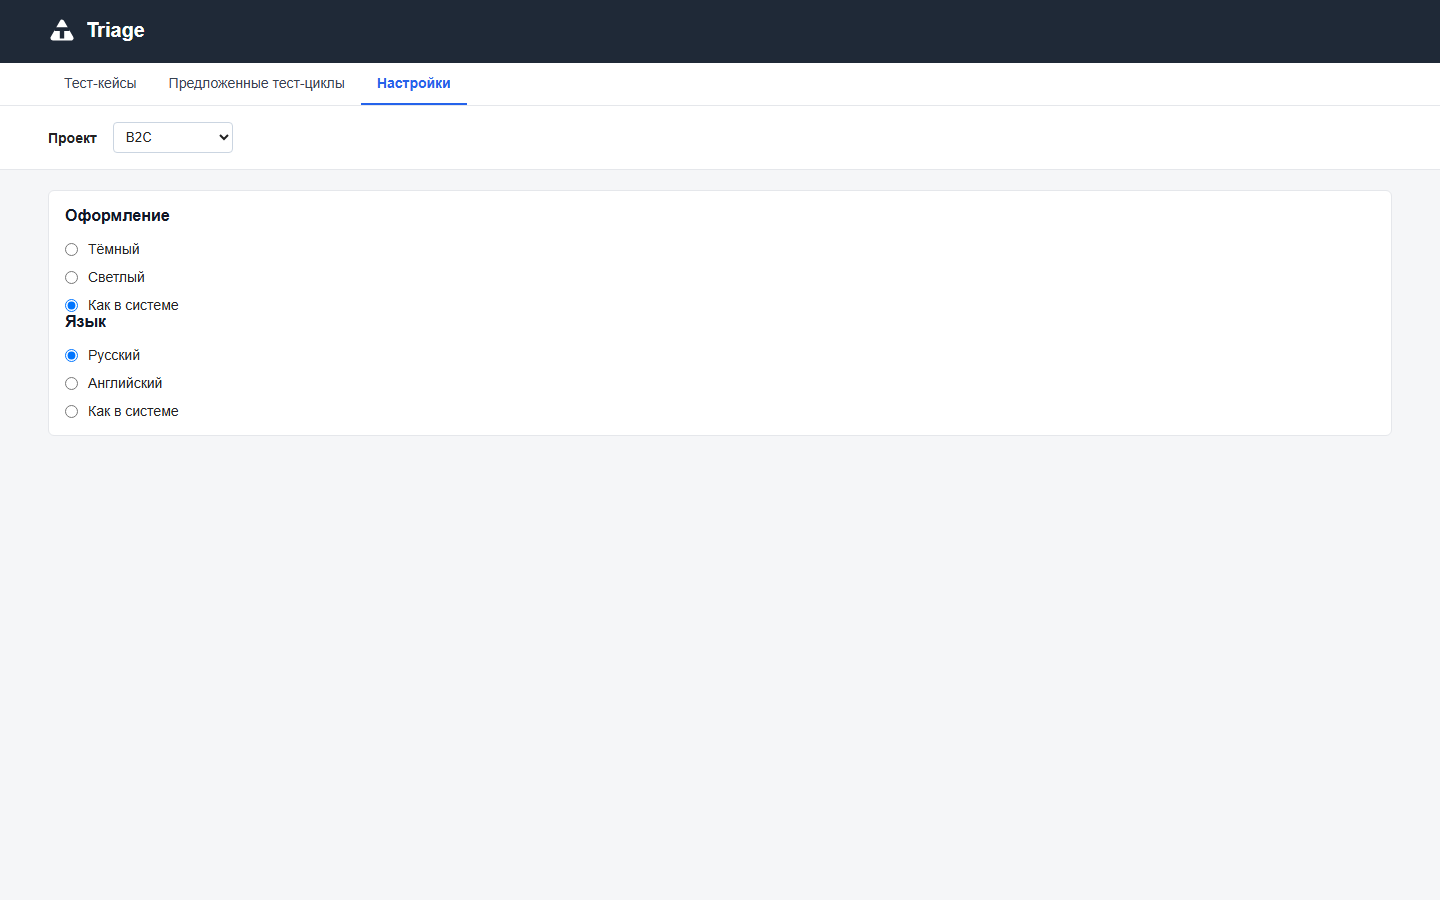 Triage
Тест-кейсы Предложенные тест-циклы Настройки
Проект B2C
Оформление
Тёмный
Светлый
Как в системе
Язык
Русский
Английский
Как в системе